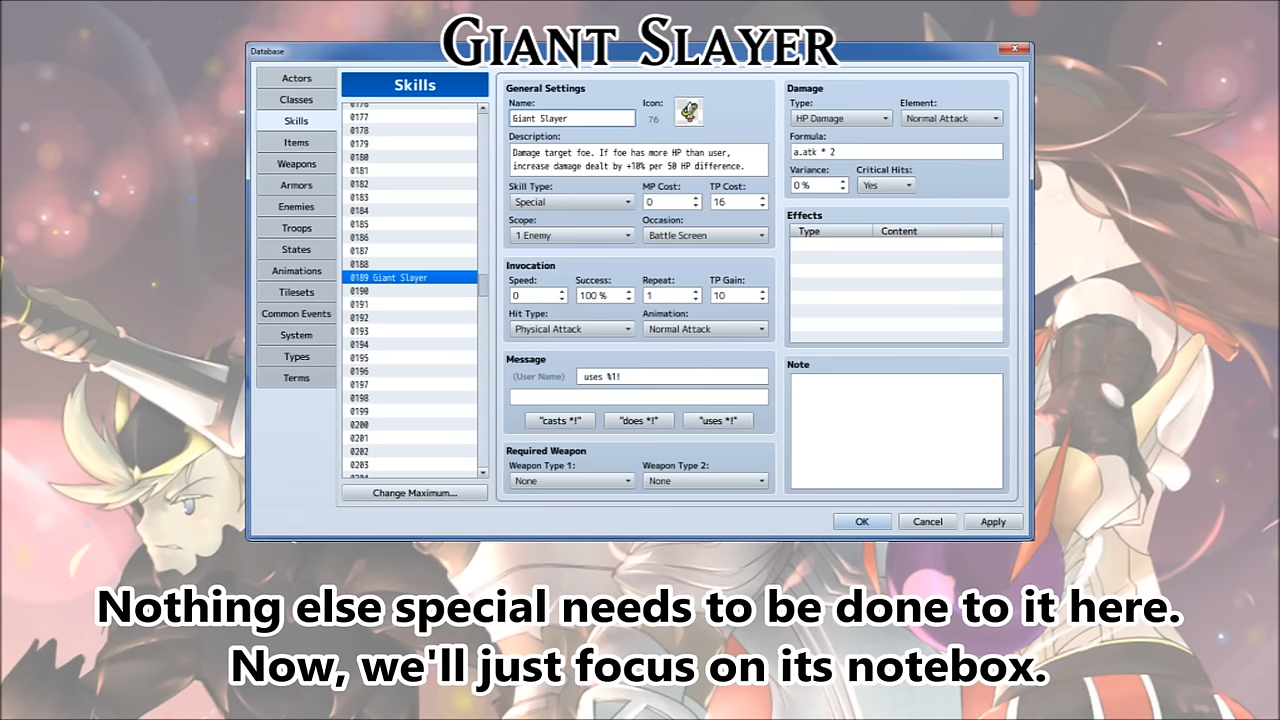 GIANT SLAYER
Database
Actors
Classes
Skills
Items
Weapons
Armors
Enemies
Troops
States
Animations
Tilesets
Common Events
System
Types
Terms
Skills
0176
0177
0178
0179
0180
0181
0182
0183
0184
0185
0186
0187
0188
0189 Giant Slayer
0190
0191
0192
0193
0194
0195
0196
0197
0198
0199
0200
0201
0202
0203
0204
Change Maximum...
General Settings
Name:
Icon:
Giant Slayer
76
Description:
Damage target foe. If foe has more HP than user,
increase damage dealt by +10% per 50 HP difference.
Skill Type:
MP Cost:
TP Cost:
Special
0
16
Scope:
Occasion:
1 Enemy
Battle Screen
Invocation
Speed:
Success:
Repeat:
TP Gain:
0
100 %
1
10
Hit Type:
Animation:
Physical Attack
Normal Attack
Message
(User Name)
uses %1!
"casts *!"
"does *!"
"uses *!"
Required Weapon
Weapon Type 1:
Weapon Type 2:
None
None
Damage
Type:
Element:
HP Damage
Normal Attack
Formula:
a.atk * 2
Variance:
Critical Hits:
0 %
Yes
Effects
Type
Content
Note
OK
Cancel
Apply
Nothing else special needs to be done to it here.
Now, we'll just focus on its notebox.